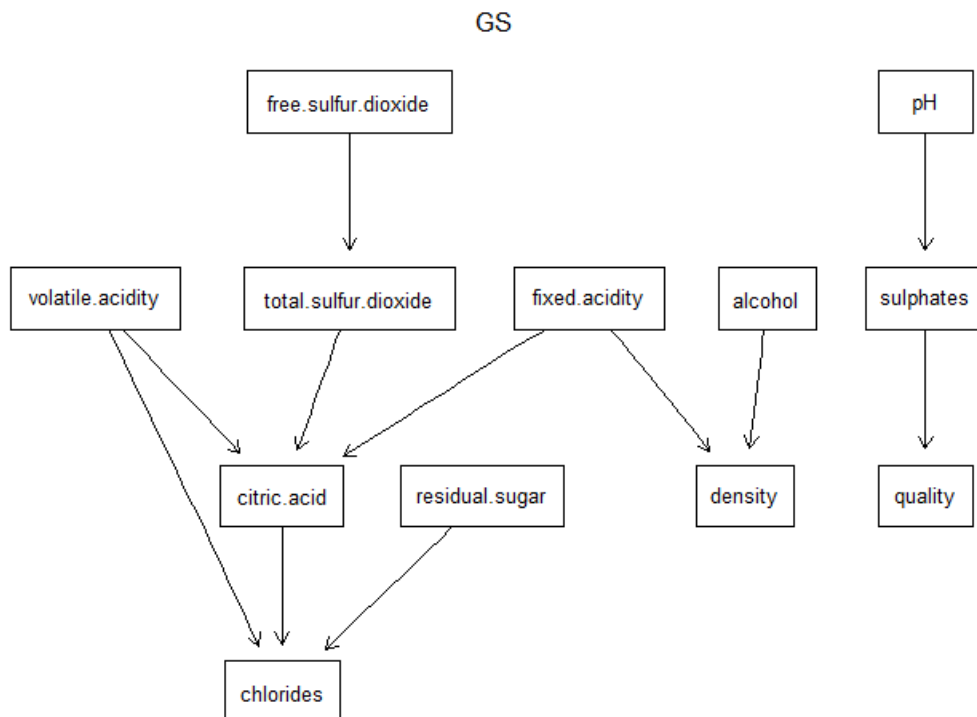 GS
free.sulfur.dioxide
pH
volatile.acidity
total.sulfur.dioxide
fixed.acidity
alcohol
sulphates
citric.acid
residual.sugar
density
quality
chlorides